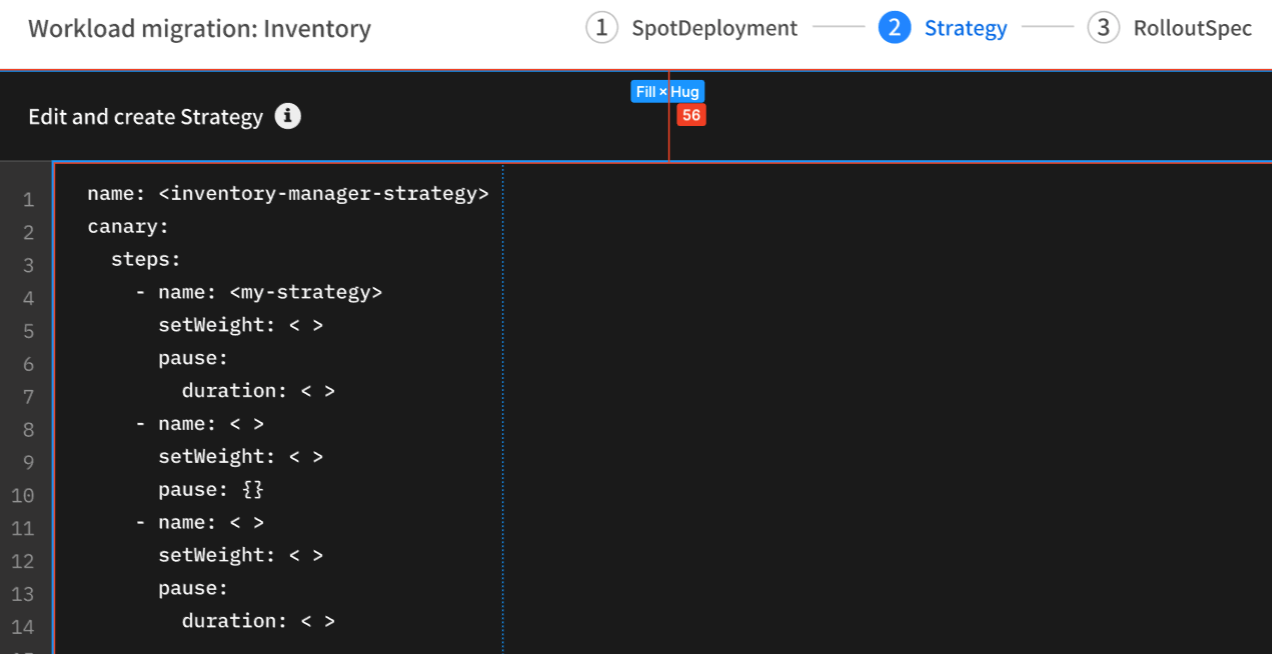 Workload migration: Inventory
1 SpotDeployment 2 Strategy 3 RolloutSpec
Fill × Hug
56
Edit and create Strategy i
1 name: <inventory-manager-strategy>
2 canary:
3 steps:
4 - name: <my-strategy>
5 setWeight: < >
6 pause:
7 duration: < >
8 - name: < >
9 setWeight: < >
10 pause: {}
11 - name: < >
12 setWeight: < >
13 pause:
14 duration: < >